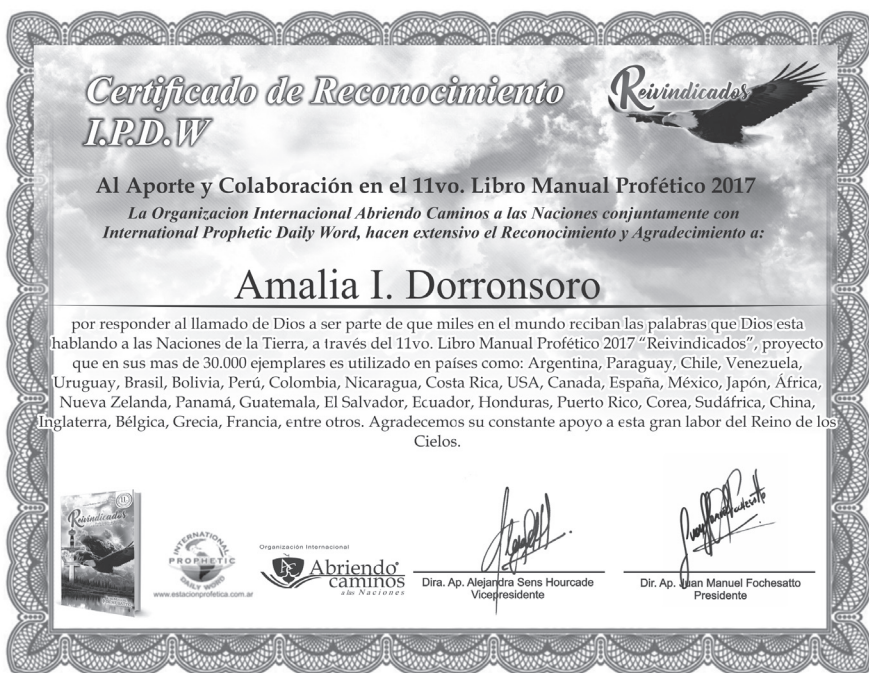 Certificado de Reconocimiento
I.P.D.W
Reivindicados
Al Aporte y Colaboración en el 11vo. Libro Manual Profético 2017
La Organizacion Internacional Abriendo Caminos a las Naciones conjuntamente con
International Prophetic Daily Word, hacen extensivo el Reconocimiento y Agradecimiento a:
Amalia I. Dorronsoro
por responder al llamado de Dios a ser parte de que miles en el mundo reciban las palabras que Dios esta
hablando a las Naciones de la Tierra, a través del 11vo. Libro Manual Profético 2017 “Reivindicados”, proyecto
que en sus mas de 30.000 ejemplares es utilizado en países como: Argentina, Paraguay, Chile, Venezuela,
Uruguay, Brasil, Bolivia, Perú, Colombia, Nicaragua, Costa Rica, USA, Canada, España, México, Japón, África,
Nueva Zelanda, Panamá, Guatemala, El Salvador, Ecuador, Honduras, Puerto Rico, Corea, Sudáfrica, China,
Inglaterra, Bélgica, Grecia, Francia, entre otros. Agradecemos su constante apoyo a esta gran labor del Reino de los
Cielos.
11
Reivindicados
INTERNATIONAL
PROPHETIC
DAILY WORD
www.estacionprofetica.com.ar
Organización Internacional
Abriendo
caminos
a las Naciones
Dira. Ap. Alejandra Sens Hourcade
Vicepresidente
Dir. Ap. Juan Manuel Fochesatto
Presidente